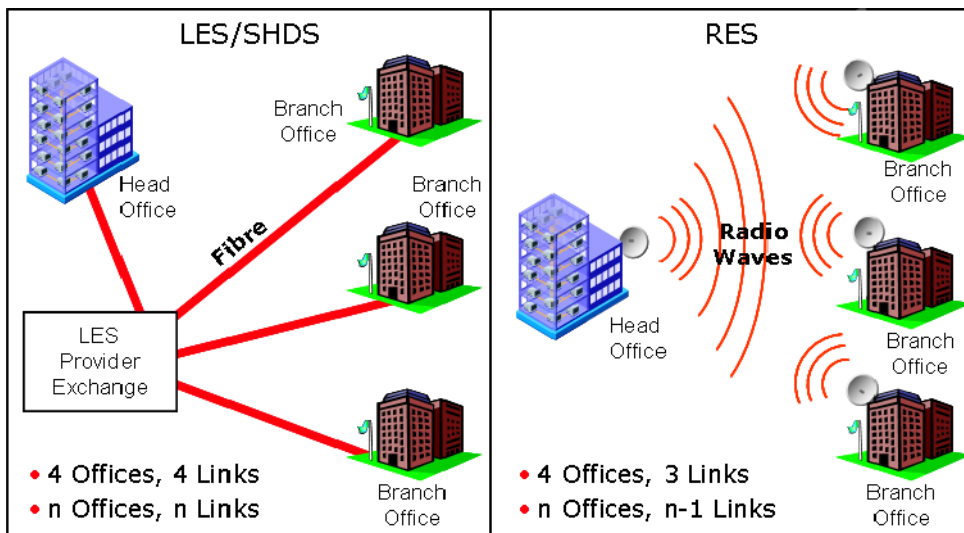 LES/SHDS
Branch
Office
Head
Office
Branch
Office
Fibre
LES
Provider
Exchange
• 4 Offices, 4 Links
• n Offices, n Links
Branch
Office
RES
Branch
Office
Radio
Waves
Head
Office
Branch
Office
• 4 Offices, 3 Links
• n Offices, n-1 Links
Branch
Office